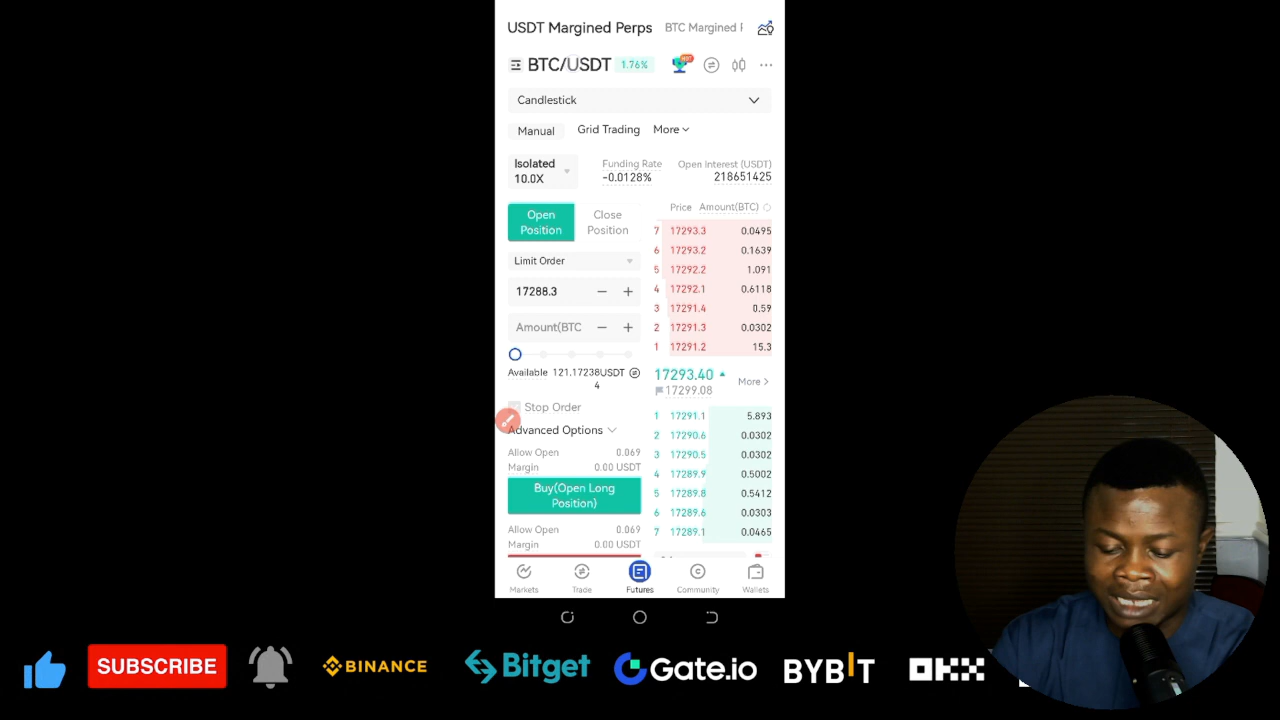 USDT Margined Perps BTC Margined
BTC/USDT 1.76%
Candlestick
Manual Grid Trading More
Isolated
10.0X
Funding Rate
-0.0128%
Open Interest (USDT)
218651425
Open
Position
Close
Position
Price Amount(BTC)
7 17293.3 0.0495
6 17293.2 0.1639
5 17292.2 1.091
4 17292.1 0.6118
3 17291.4 0.59
2 17291.3 0.0302
1 17291.2 15.3
Limit Order
17288.3
Amount(BTC
Available 121.17238USDT
4
17293.40
17299.08
More >
Stop Order
Advanced Options
Allow Open 0.069
Margin 0.00 USDT
Buy(Open Long
Position)
Allow Open 0.069
Margin 0.00 USDT
1 17291.1 5.893
2 17290.6 0.0302
3 17290.5 0.0302
4 17289.9 0.5002
5 17289.8 0.5412
6 17289.6 0.0303
7 17289.1 0.0465
Markets Trade Futures Community Wallets
SUBSCRIBE BINANCE Bitget Gate.io BYBIT OKX